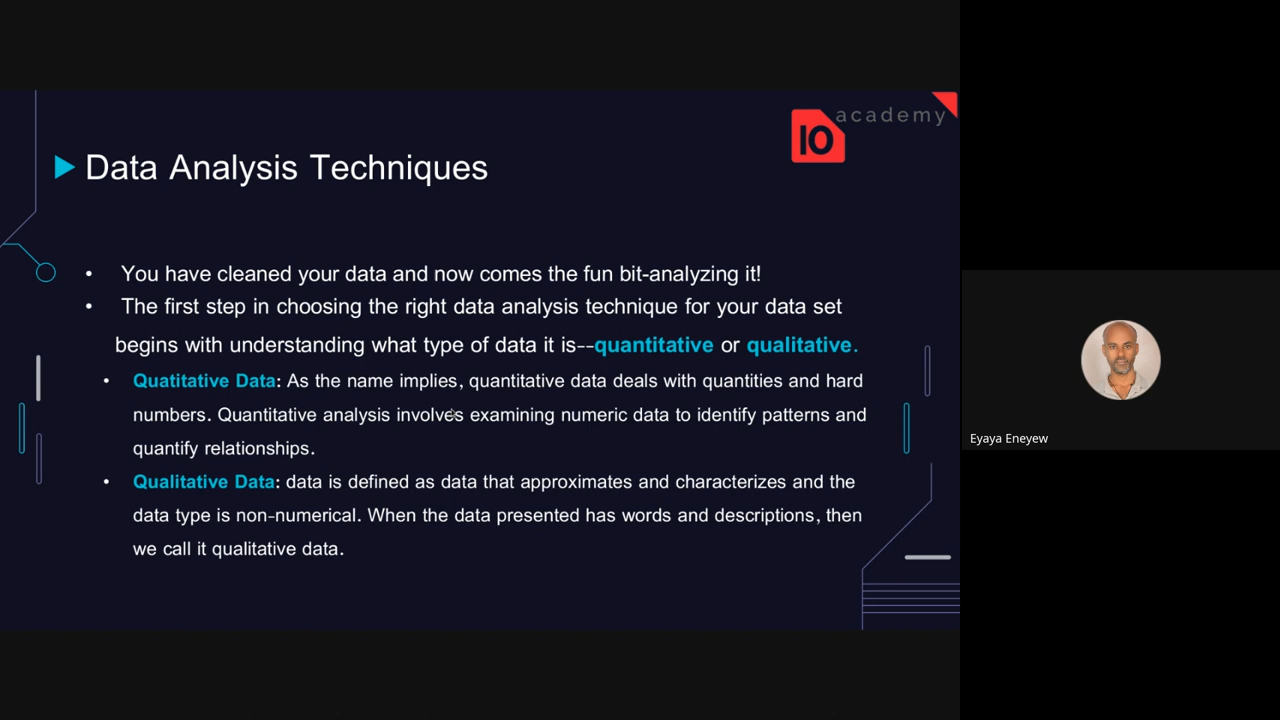 academy
IO
Data Analysis Techniques
• You have cleaned your data and now comes the fun bit-analyzing it!
• The first step in choosing the right data analysis technique for your data set
begins with understanding what type of data it is--quantitative or qualitative.
• Quatitative Data: As the name implies, quantitative data deals with quantities and hard
numbers. Quantitative analysis involves examining numeric data to identify patterns and
quantify relationships.
• Qualitative Data: data is defined as data that approximates and characterizes and the
data type is non-numerical. When the data presented has words and descriptions, then
we call it qualitative data.
Eyaya Eneyew